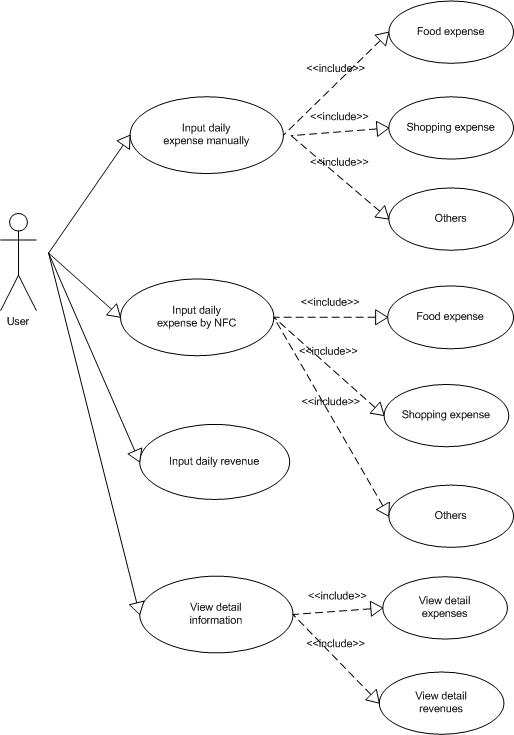 Food expense
<<include>>
Input daily
expense manually
<<include>>
Shopping expense
<<include>>
Others
User
Input daily
expense by NFC
<<include>>
Food expense
<<include>>
<<include>>
Shopping expense
Input daily revenue
Others
View detail
information
<<include>>
View detail
expenses
<<include>>
View detail
revenues